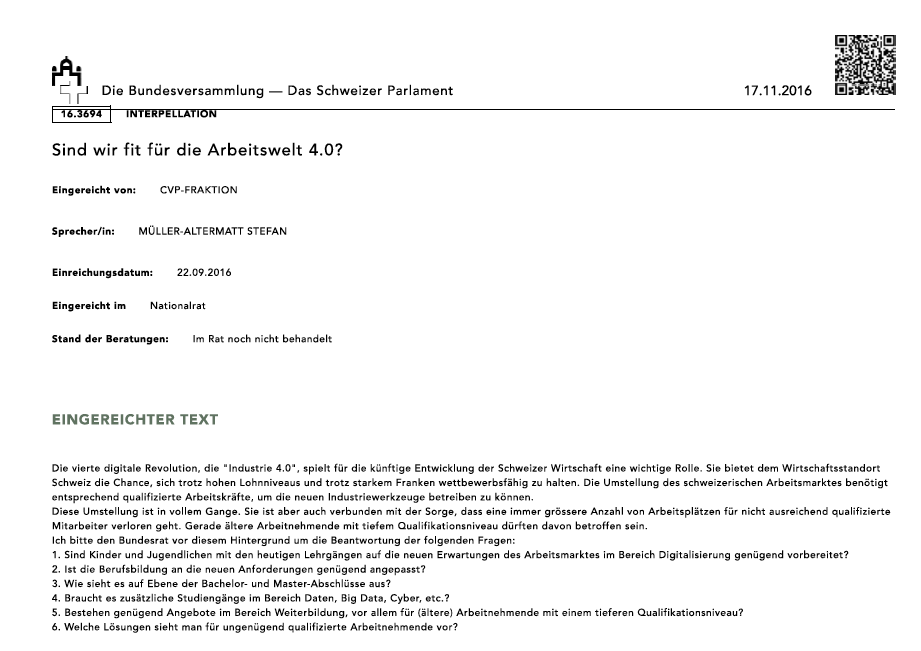 Die Bundesversammlung — Das Schweizer Parlament 17.11.2016
16.3694 INTERPELLATION
Sind wir fit für die Arbeitswelt 4.0?
Eingereicht von: CVP-FRAKTION
Sprecher/in: MÜLLER-ALTERMATT STEFAN
Einreichungsdatum: 22.09.2016
Eingereicht im Nationalrat
Stand der Beratungen: Im Rat noch nicht behandelt
EINGEREICHTER TEXT
Die vierte digitale Revolution, die "Industrie 4.0", spielt für die künftige Entwicklung der Schweizer Wirtschaft eine wichtige Rolle. Sie bietet dem Wirtschaftsstandort
Schweiz die Chance, sich trotz hohen Lohnniveaus und trotz starkem Franken wettbewerbsfähig zu halten. Die Umstellung des schweizerischen Arbeitsmarktes benötigt
entsprechend qualifizierte Arbeitskräfte, um die neuen Industriewerkzeuge betreiben zu können.
Diese Umstellung ist in vollem Gange. Sie ist aber auch verbunden mit der Sorge, dass eine immer grössere Anzahl von Arbeitsplätzen für nicht ausreichend qualifizierte
Mitarbeiter verloren geht. Gerade ältere Arbeitnehmende mit tiefem Qualifikationsniveau dürften davon betroffen sein.
Ich bitte den Bundesrat vor diesem Hintergrund um die Beantwortung der folgenden Fragen:
1. Sind Kinder und Jugendlichen mit den heutigen Lehrgängen auf die neuen Erwartungen des Arbeitsmarktes im Bereich Digitalisierung genügend vorbereitet?
2. Ist die Berufsbildung an die neuen Anforderungen genügend angepasst?
3. Wie sieht es auf Ebene der Bachelor- und Master-Abschlüsse aus?
4. Braucht es zusätzliche Studiengänge im Bereich Daten, Big Data, Cyber, etc.?
5. Bestehen genügend Angebote im Bereich Weiterbildung, vor allem für (ältere) Arbeitnehmende mit einem tieferen Qualifikationsniveau?
6. Welche Lösungen sieht man für ungenügend qualifizierte Arbeitnehmende vor?